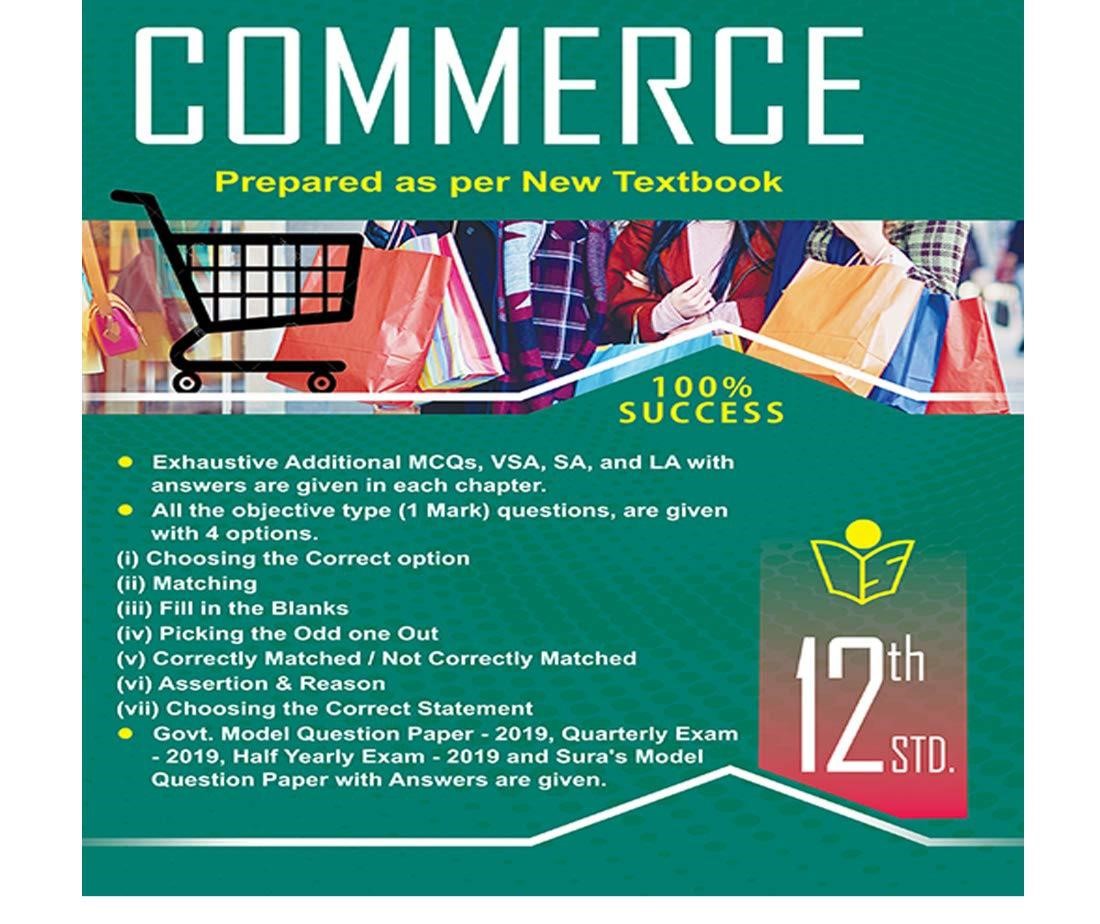 COMMERCE
Prepared as per New Textbook
100%
SUCCESS
Exhaustive Additional MCQs, VSA, SA, and LA with
answers are given in each chapter.
All the objective type (1 Mark) questions, are given
with 4 options.
(i) Choosing the Correct option
(ii) Matching
(iii) Fill in the Blanks
(iv) Picking the Odd one Out
(v) Correctly Matched / Not Correctly Matched
(vi) Assertion & Reason
(vii) Choosing the Correct Statement
Govt. Model Question Paper - 2019, Quarterly Exam
- 2019, Half Yearly Exam - 2019 and Sura's Model
Question Paper with Answers are given.
12th
STD.